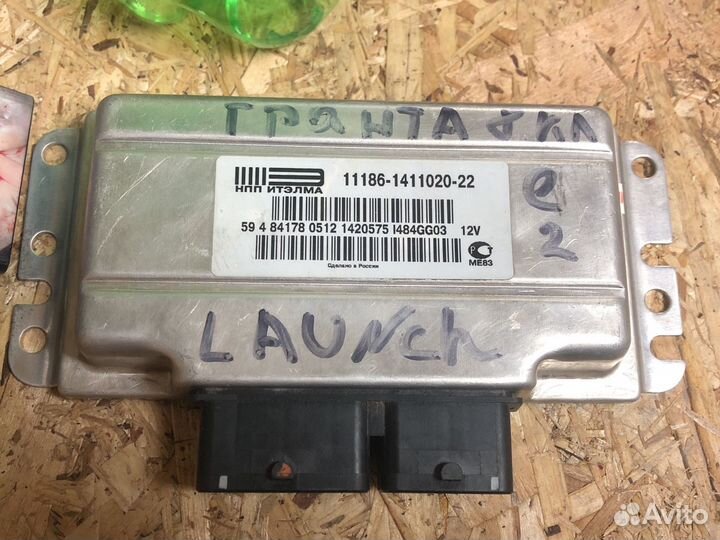 ГРАНТА 8КЛ
НПП ИТЭЛМА
11186-1411020-22
59 4 84178 0512 1420575 I484GG03 12V
МЕ83
Сделано в России
e
2
LAUNCh
Avito